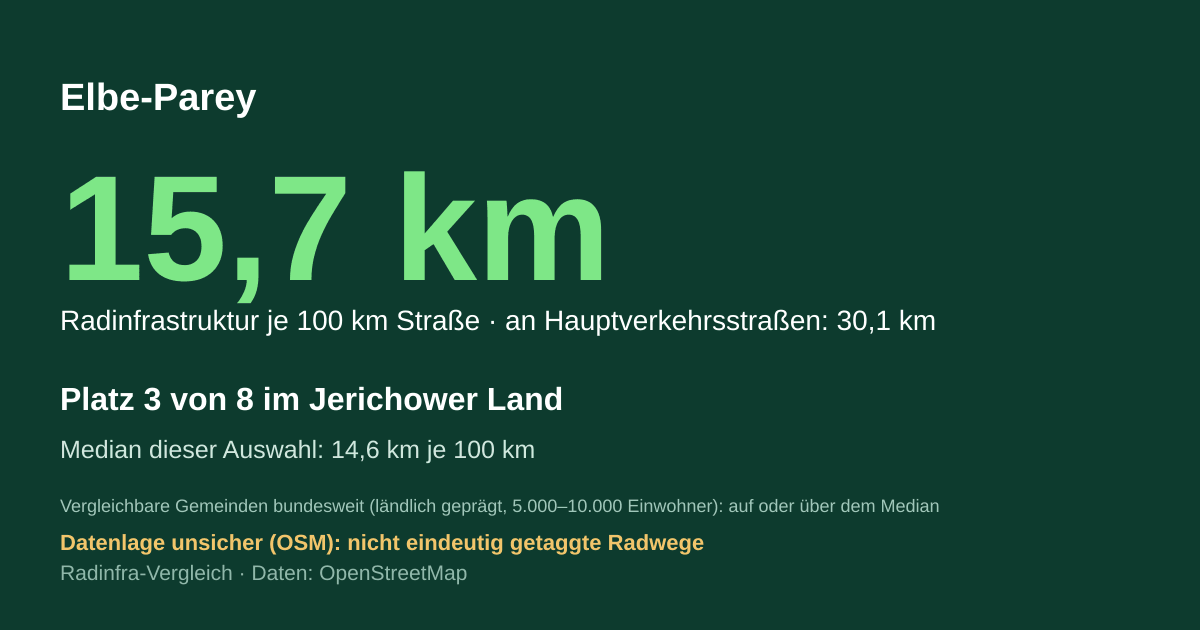 Elbe-Parey
15,7 km
Radinfrastruktur je 100 km Straße · an Hauptverkehrsstraßen: 30,1 km
Platz 3 von 8 im Jerichower Land
Median dieser Auswahl: 14,6 km je 100 km
Vergleichbare Gemeinden bundesweit (ländlich geprägt, 5.000–10.000 Einwohner): auf oder über dem Median
Datenlage unsicher (OSM): nicht eindeutig getaggte Radwege
Radinfra-Vergleich · Daten: OpenStreetMap